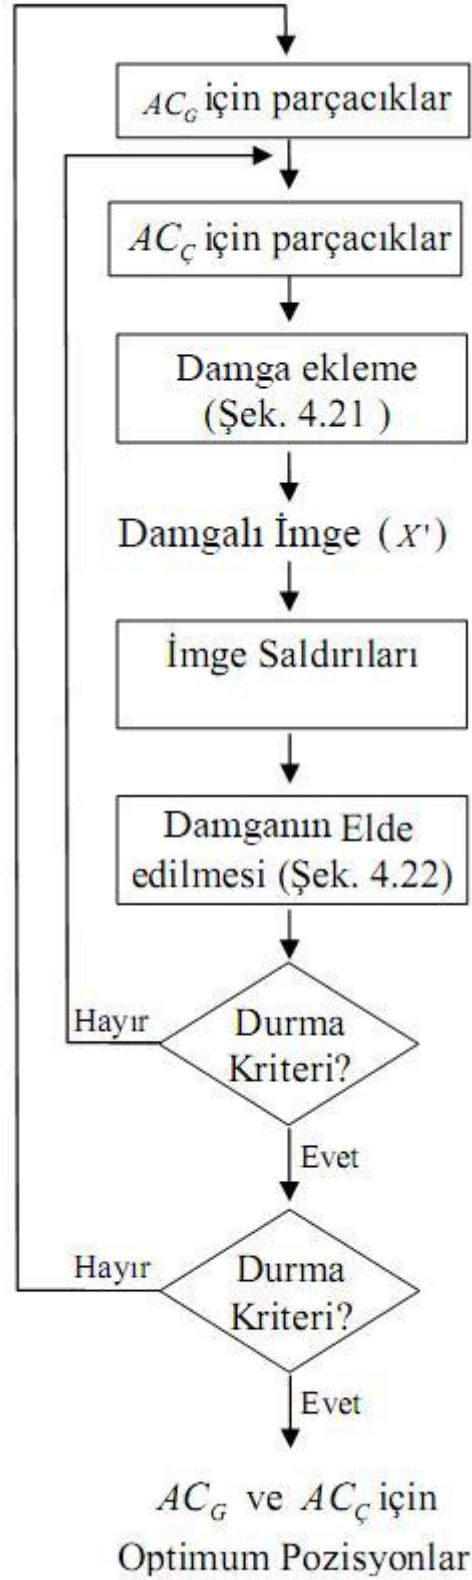 AC_G için parçacıklar
AC_Ç için parçacıklar
Damga ekleme
(Şek. 4.21 )
Damgalı İmge (X')
İmge Saldırıları
Damganın Elde
edilmesi (Şek. 4.22)
Hayır
Durma
Kriteri?
Evet
Hayır
Durma
Kriteri?
Evet
AC_G ve AC_Ç için
Optimum Pozisyonlar